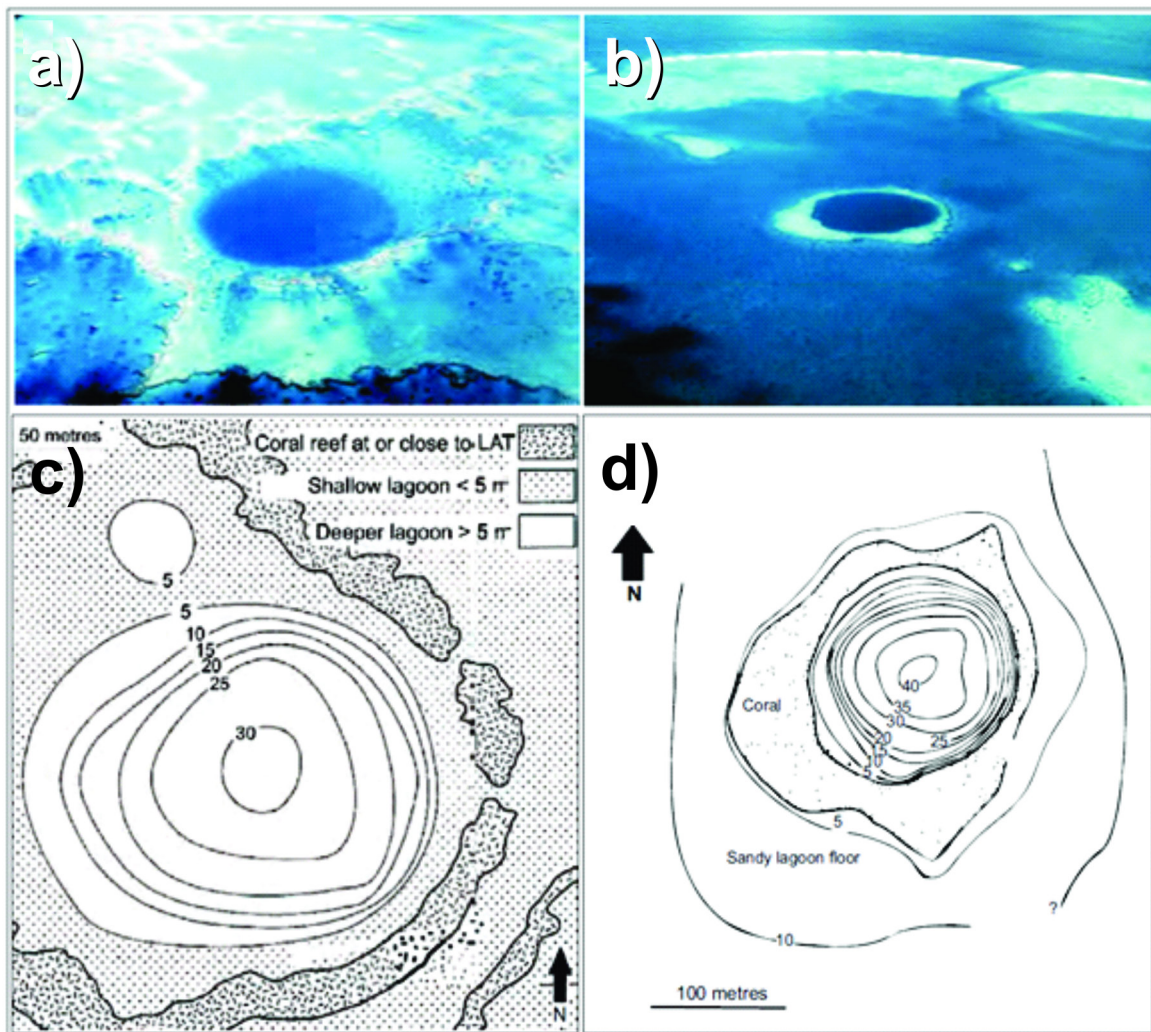 a)
b)
50 metres
Coral reef at or close to LAT
c)
Shallow lagoon < 5 m
Deeper lagoon > 5 m
5
5
10
15
20
25
30
N
d)
N
40
Coral
35
30
20
25
15
10
5
5
Sandy lagoon floor
?
10
100 metres